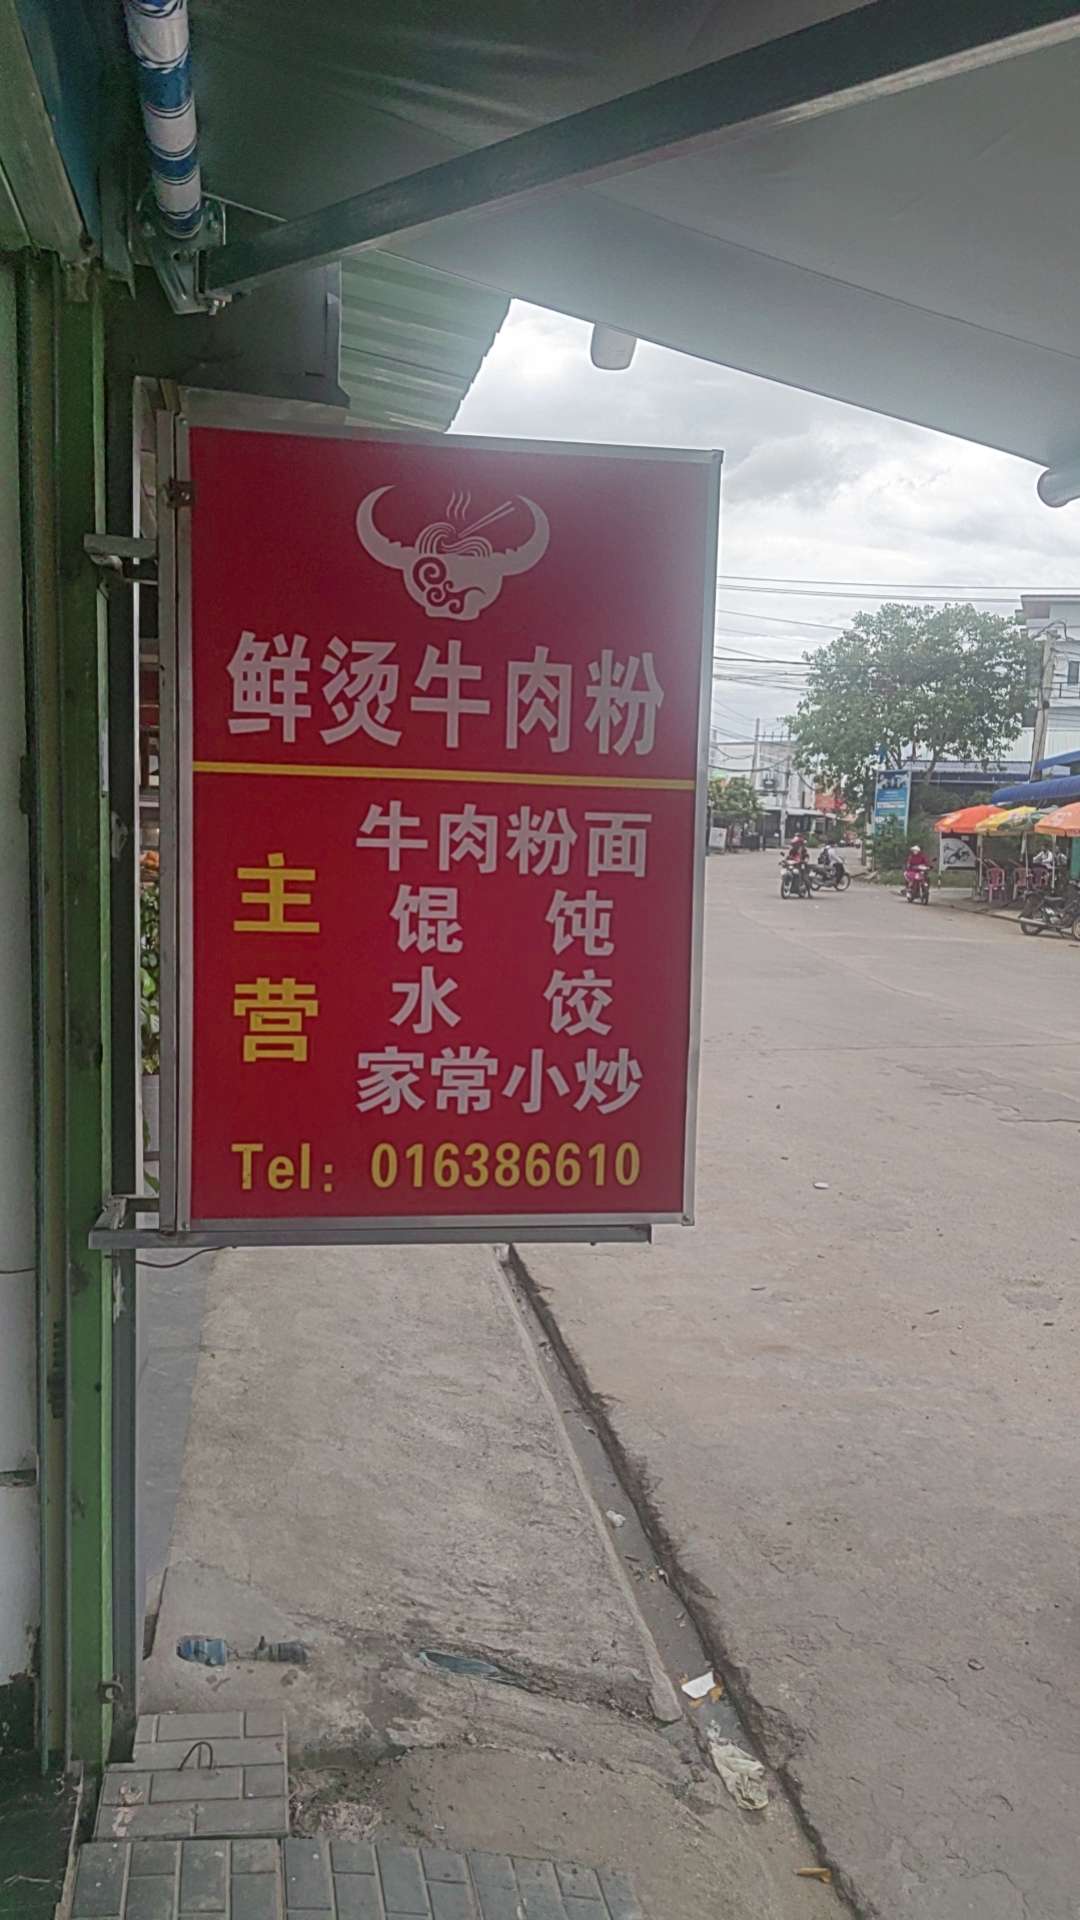 鲜烫牛肉粉
主营
牛肉粉面
馄饨
水饺
家常小炒
Tel: 016386610